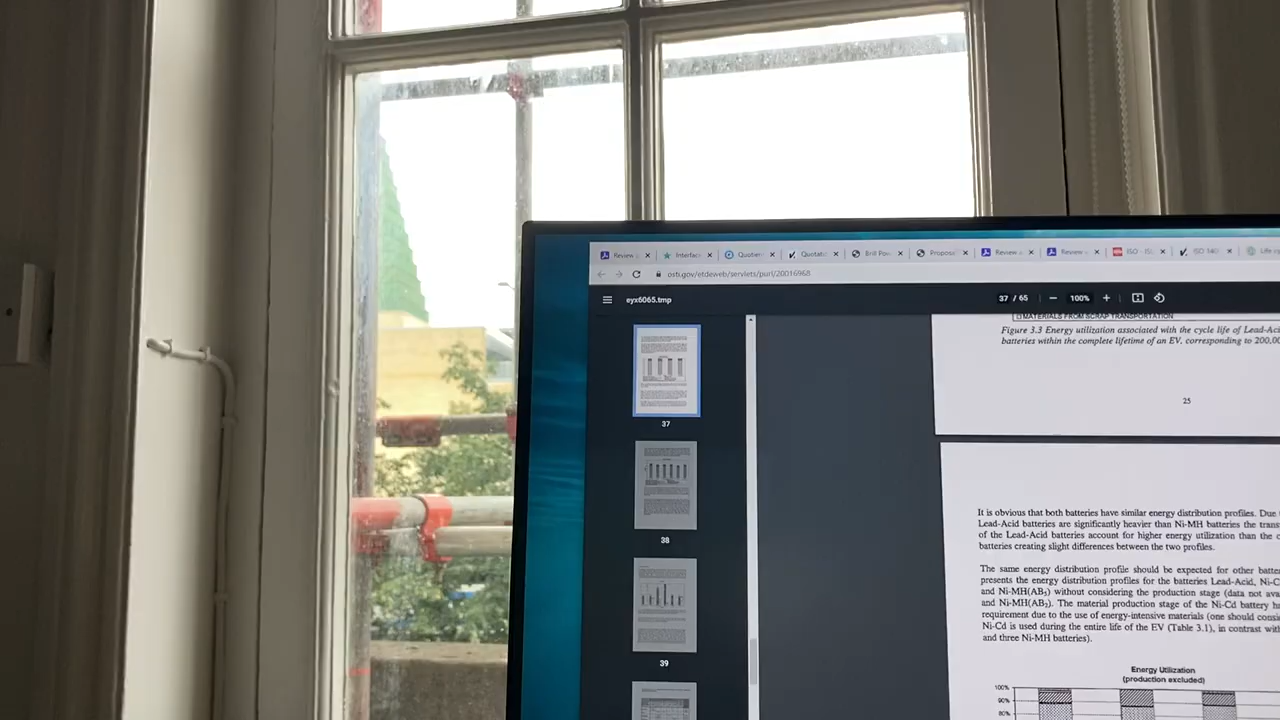 Review
Interfac
Quotien
Quotat
Brill Pow
Propos
Review
Review
ISO - IS
ISO 140
Life
osti.gov/etdeweb/servlets/purl/20016968
eyx6065.tmp
37 / 65
100%
MATERIALS FROM SCRAP TRANSPORTATION
Figure 3.3 Energy utilization associated with the cycle life of Lead-Aci
batteries within the complete lifetime of an EV, corresponding to 200,00
25
37
38
39
It is obvious that both batteries have similar energy distribution profiles. Due
Lead-Acid batteries are significantly heavier than Ni-MH batteries the trans
of the Lead-Acid batteries account for higher energy utilization than the
batteries creating slight differences between the two profiles.
The same energy distribution profile should be expected for other batte
presents the energy distribution profiles for the batteries Lead-Acid, Ni-C
and Ni-MH(AB₅) without considering the production stage (data not ava
and Ni-MH(AB₂). The material production stage of the Ni-Cd battery h
requirement due to the use of energy-intensive materials (one should consi
Ni-Cd is used during the entire life of the EV (Table 3.1), in contrast wit
and three Ni-MH batteries).
Energy Utilization
(production excluded)
100%
90%
80%